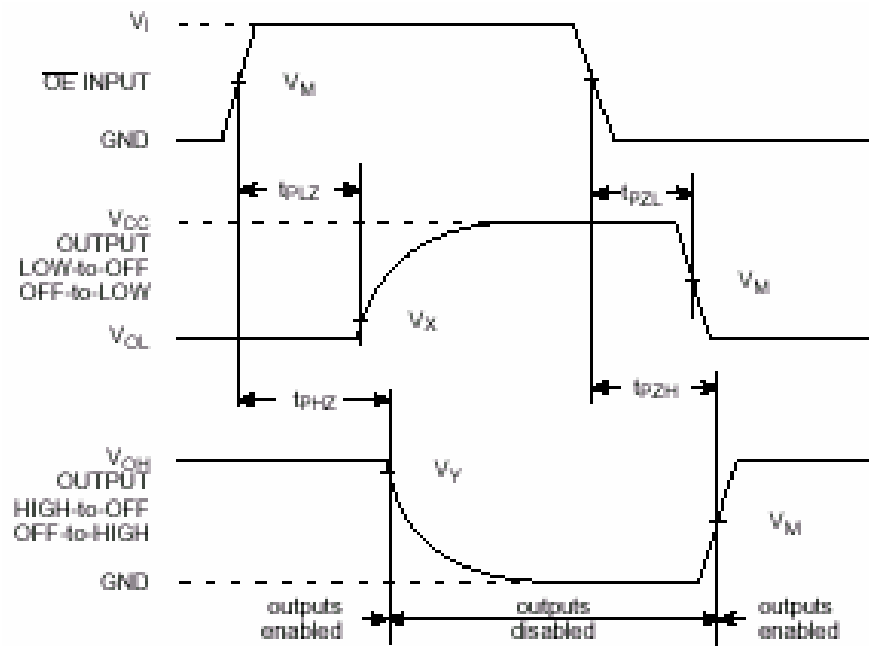 VI
OE INPUT
VM
GND
tPLZ
tPZL
VCC
OUTPUT
LOW-to-OFF
OFF-to-LOW
VM
VX
VOL
tPHZ
tPZH
VOH
OUTPUT
HIGH-to-OFF
OFF-to-HIGH
VY
VM
GND
outputs
enabled
outputs
disabled
outputs
enabled